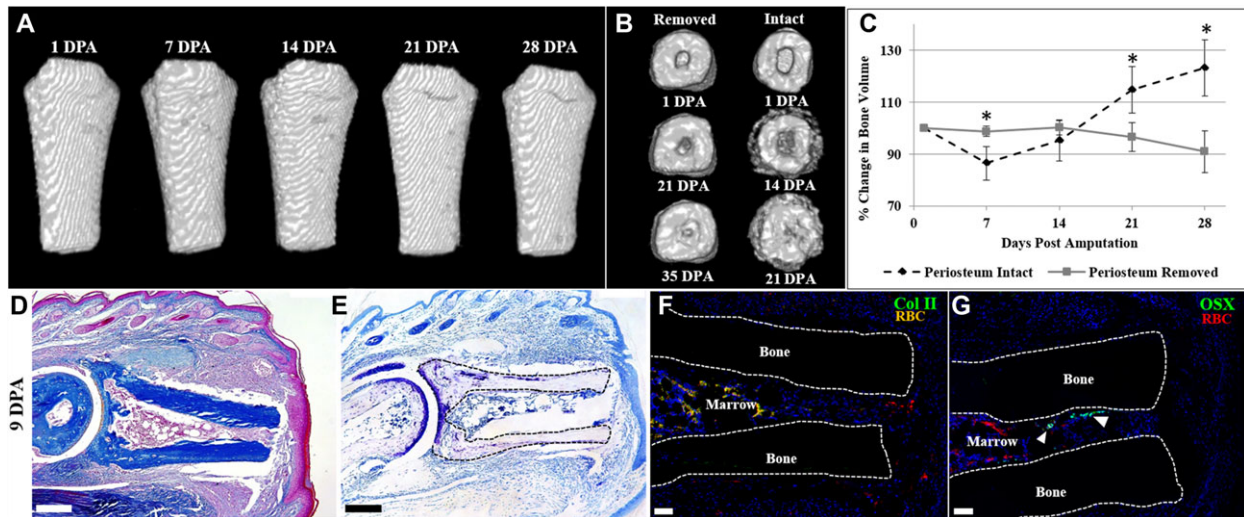 A
1 DPA 7 DPA 14 DPA 21 DPA 28 DPA
B
Removed Intact
1 DPA 1 DPA
21 DPA 14 DPA
35 DPA 21 DPA
C
% Change in Bone Volume
130
110
90
70
* * *
0 7 14 21 28
Days Post Amputation
Periosteum Intact Periosteum Removed
9 DPA
D
E
F
Col II
RBC
Bone
Marrow
Bone
G
OSX
RBC
Bone
Marrow
Bone